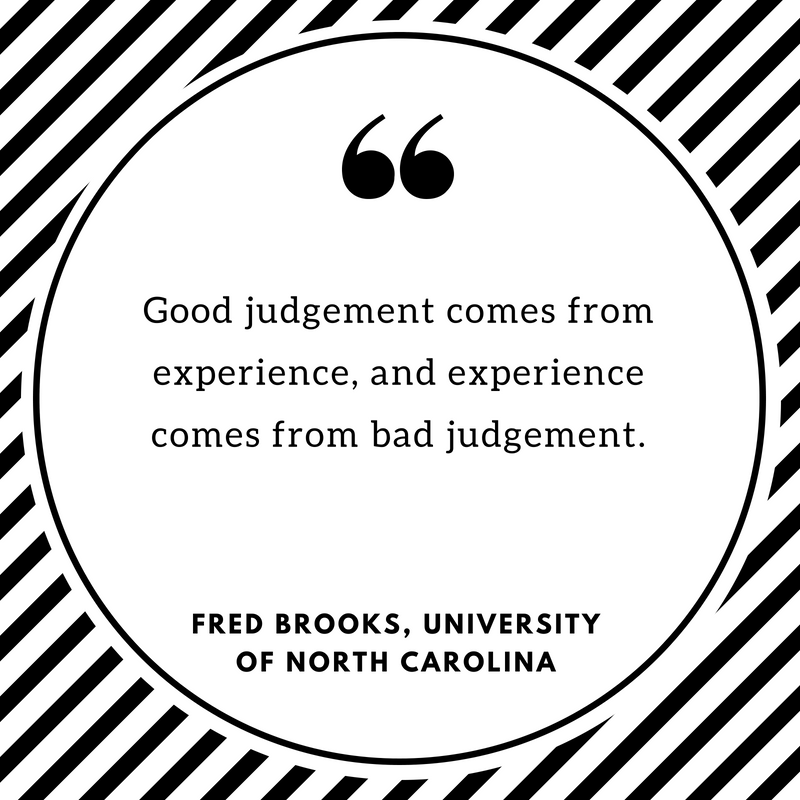 “
Good judgement comes from
experience, and experience
comes from bad judgement.
FRED BROOKS, UNIVERSITY
OF NORTH CAROLINA